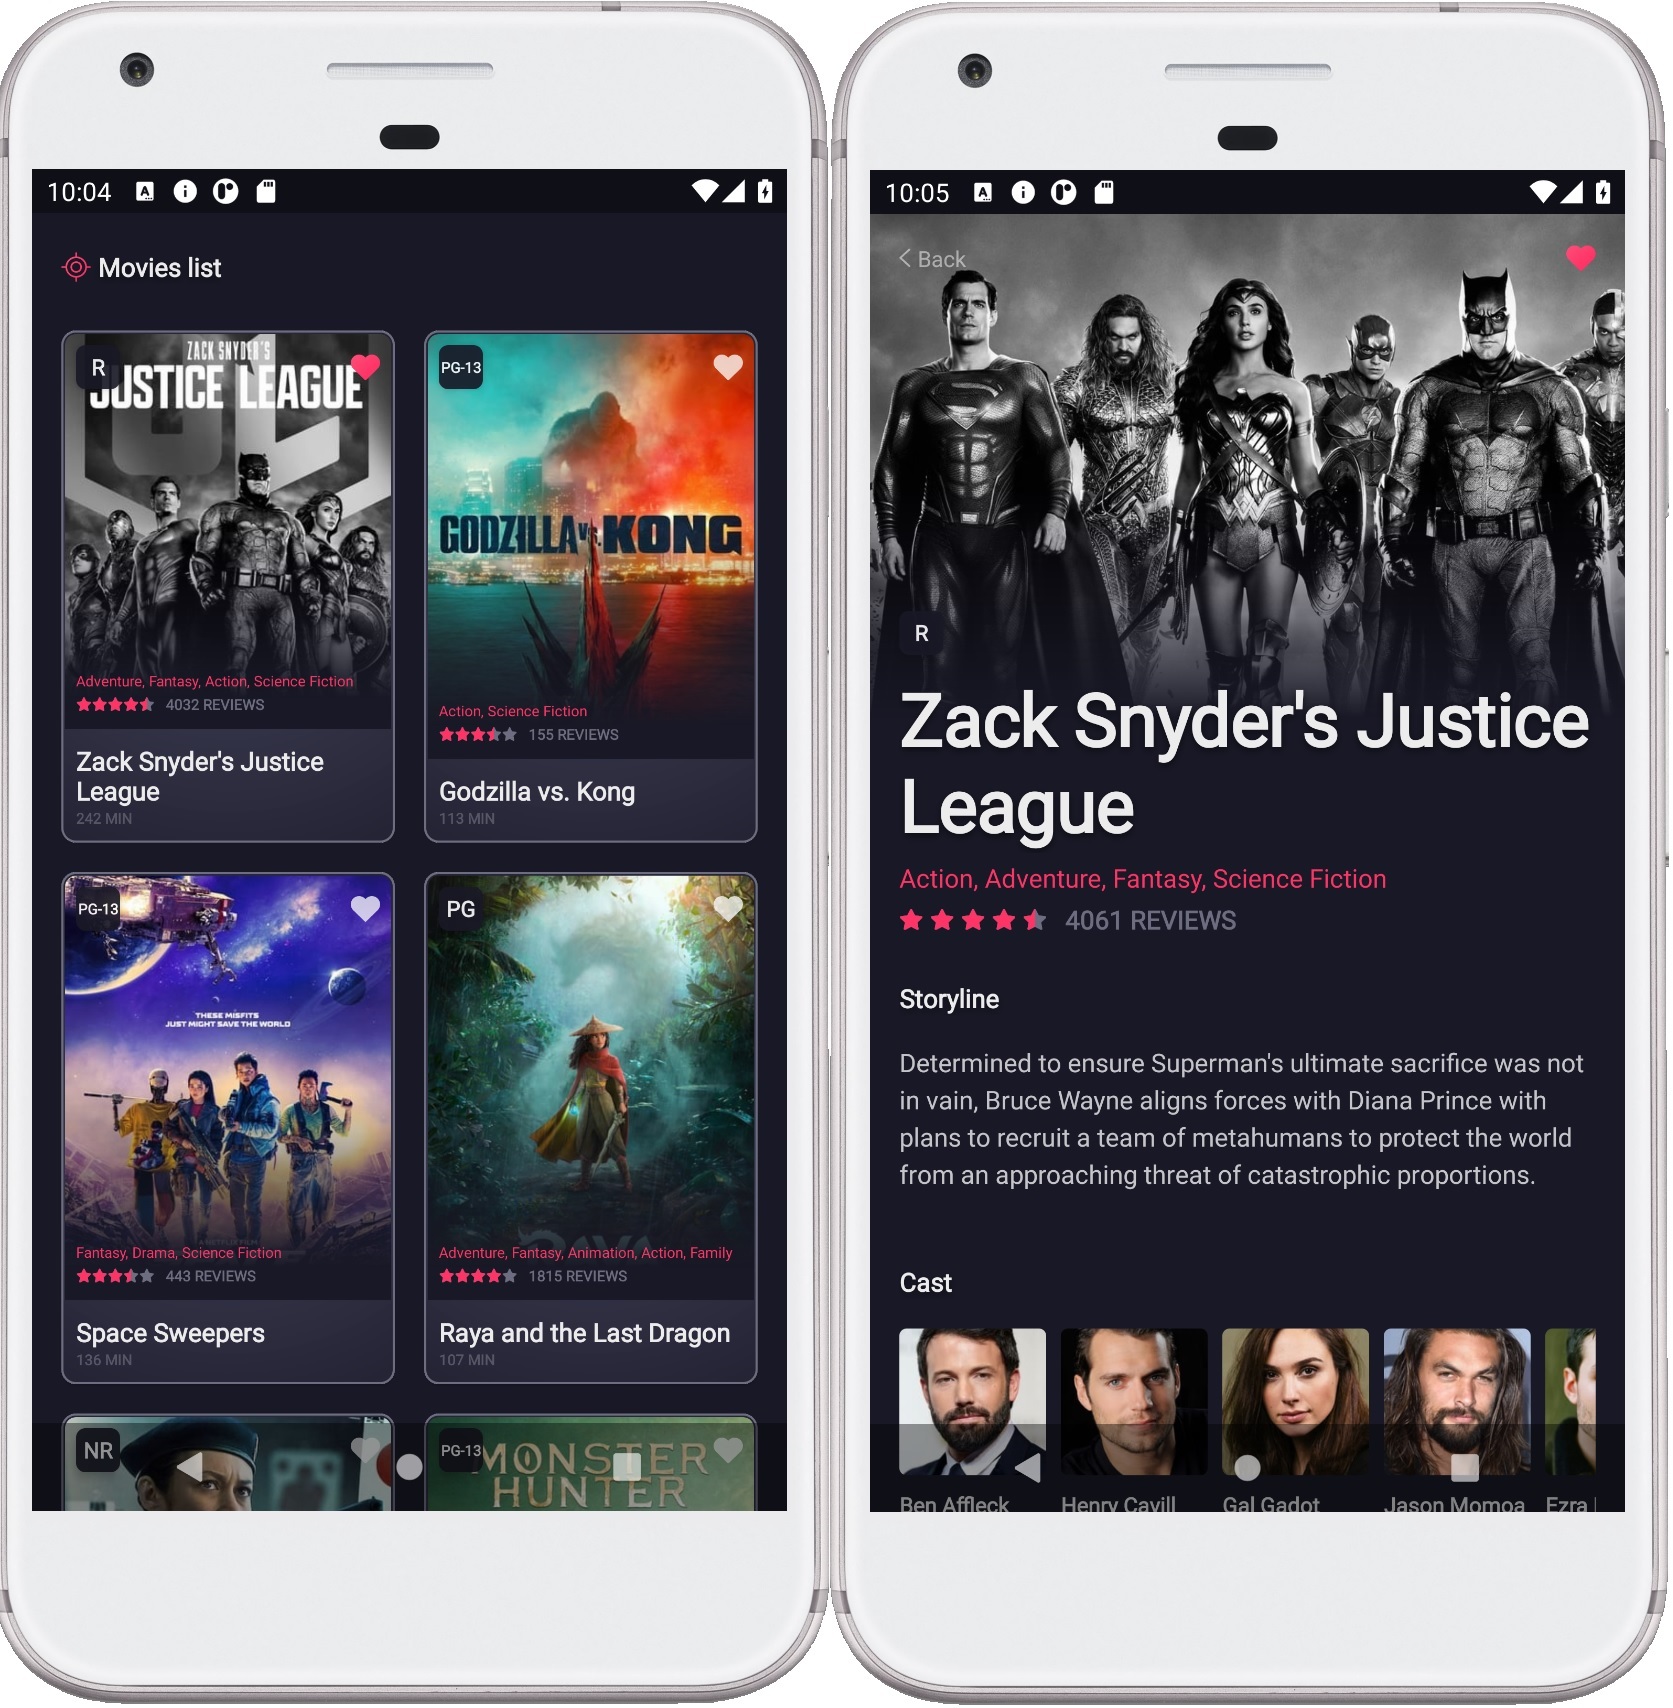 10:04
Movies list
R
ZACK SNYDER'S
JUSTICE LEAGUE
Adventure, Fantasy, Action, Science Fiction
4032 REVIEWS
Zack Snyder's Justice
League
242 MIN
PG-13
GODZILLA vs. KONG
Action, Science Fiction
155 REVIEWS
Godzilla vs. Kong
113 MIN
PG-13
THESE MISFITS
JUST MIGHT SAVE THE WORLD
A NETFLIX FILM
Fantasy, Drama, Science Fiction
443 REVIEWS
Space Sweepers
136 MIN
PG
RAYA
Adventure, Fantasy, Animation, Action, Family
1815 REVIEWS
Raya and the Last Dragon
107 MIN
NR
PG-13
MONSTER
HUNTER
10:05
Back
R
Zack Snyder's Justice
League
Action, Adventure, Fantasy, Science Fiction
4061 REVIEWS
Storyline
Determined to ensure Superman's ultimate sacrifice was not
in vain, Bruce Wayne aligns forces with Diana Prince with
plans to recruit a team of metahumans to protect the world
from an approaching threat of catastrophic proportions.
Cast
Ben Affleck
Henry Cavill
Gal Gadot
Jason Momoa
Ezra